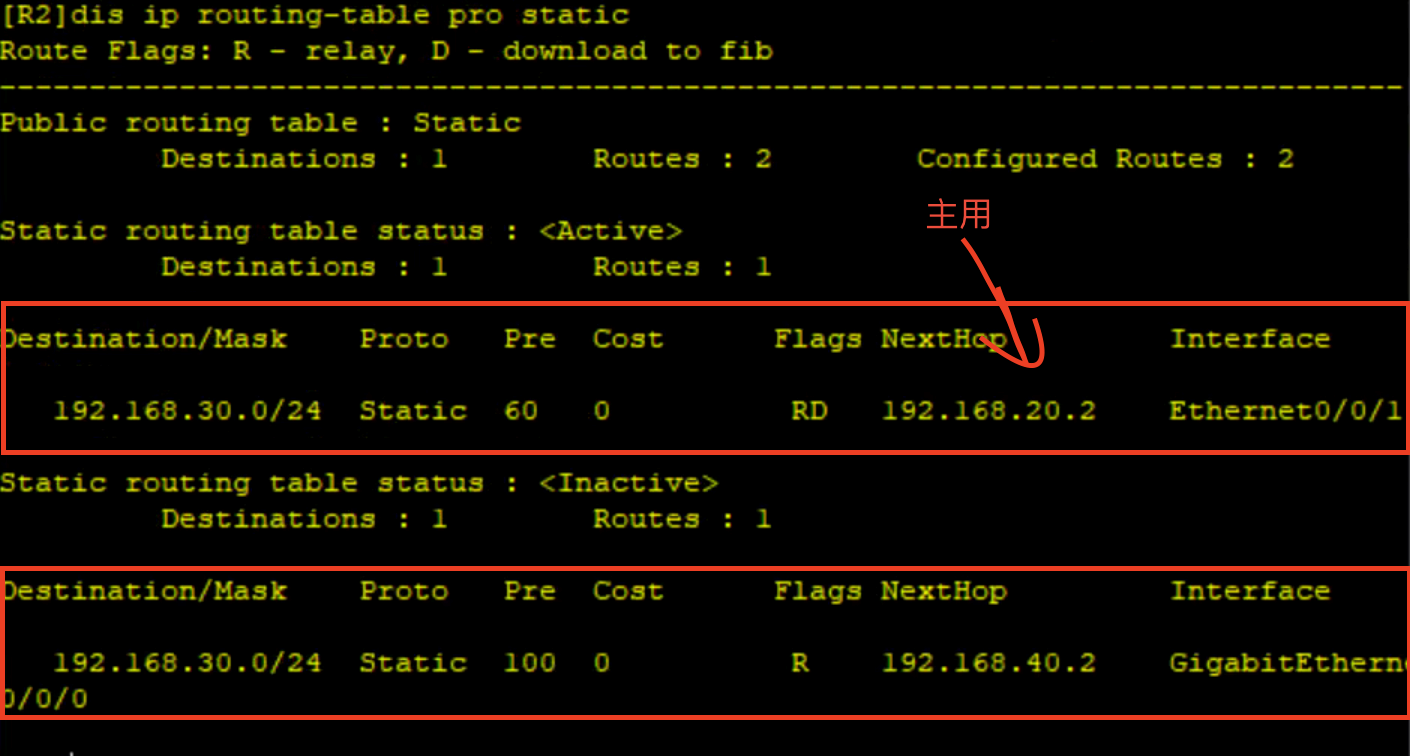 [R2]dis ip routing-table pro static
Route Flags: R - relay, D - download to fib
------------------------------------------------------------------------------
Public routing table : Static
Destinations : 1 Routes : 2 Configured Routes : 2
主用
Static routing table status : <Active>
Destinations : 1 Routes : 1
Destination/Mask Proto Pre Cost Flags NextHop Interface
192.168.30.0/24 Static 60 0 RD 192.168.20.2 Ethernet0/0/1
Static routing table status : <Inactive>
Destinations : 1 Routes : 1
Destination/Mask Proto Pre Cost Flags NextHop Interface
192.168.30.0/24 Static 100 0 R 192.168.40.2 GigabitEtherne
0/0/0